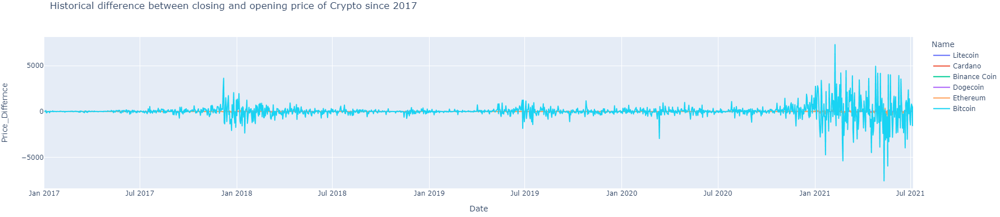 Historical difference between closing and opening price of Crypto since 2017
Price_Differnce
5000
0
−5000
Jan 2017
Jul 2017
Jan 2018
Jul 2018
Jan 2019
Jul 2019
Jan 2020
Jul 2020
Jan 2021
Jul 2021
Date
Name
Litecoin
Cardano
Binance Coin
Dogecoin
Ethereum
Bitcoin